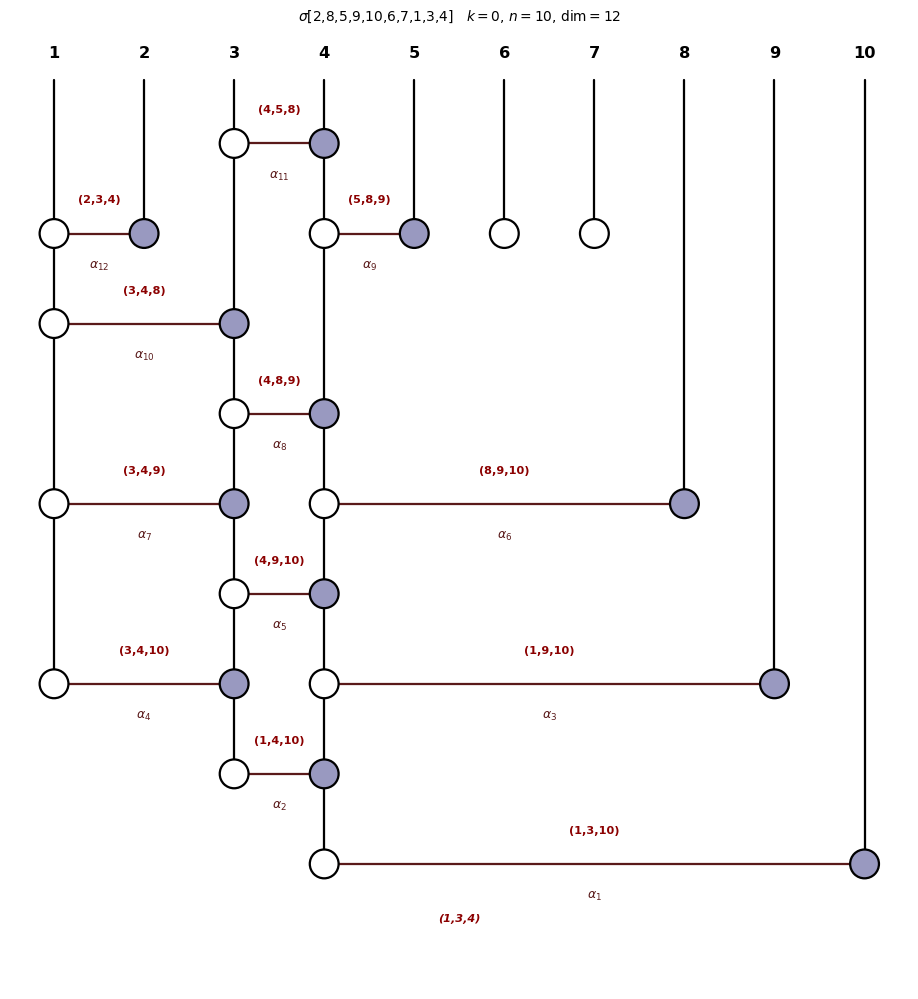 σ[2,8,5,9,10,6,7,1,3,4]   k=0, n=10, dim=12
1 2 3 4 5 6 7 8 9 10
(4,5,8)
α₁₁
(2,3,4) (5,8,9)
α₁₂ α₉
(3,4,8)
α₁₀
(4,8,9)
α₈
(3,4,9) (8,9,10)
α₇ α₆
(4,9,10)
α₅
(3,4,10) (1,9,10)
α₄ α₃
(1,4,10)
α₂
(1,3,10)
α₁
(1,3,4)